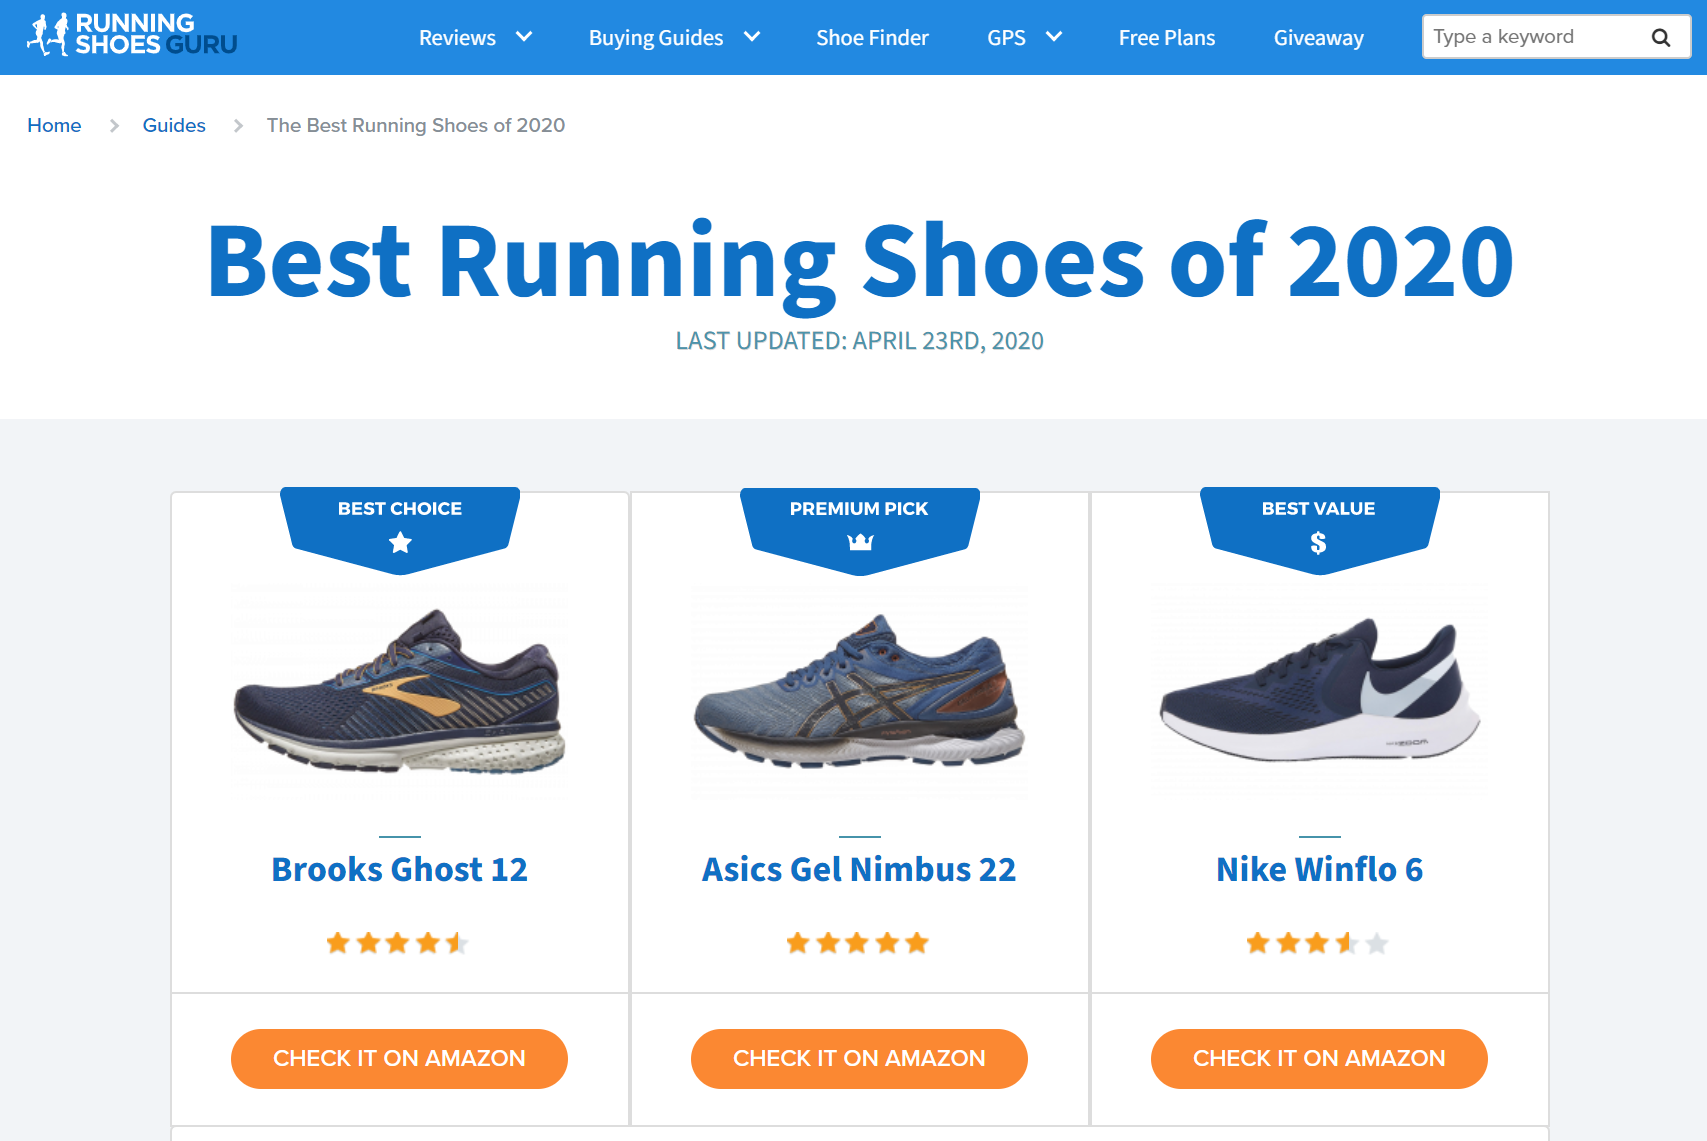 RUNNING
SHOES GURU
Reviews
Buying Guides
Shoe Finder
GPS
Free Plans
Giveaway
Type a keyword
Home
Guides
The Best Running Shoes of 2020
Best Running Shoes of 2020
LAST UPDATED: APRIL 23RD, 2020
BEST CHOICE
PREMIUM PICK
BEST VALUE
$
ZOOM
Brooks Ghost 12
Asics Gel Nimbus 22
Nike Winflo 6
CHECK IT ON AMAZON
CHECK IT ON AMAZON
CHECK IT ON AMAZON